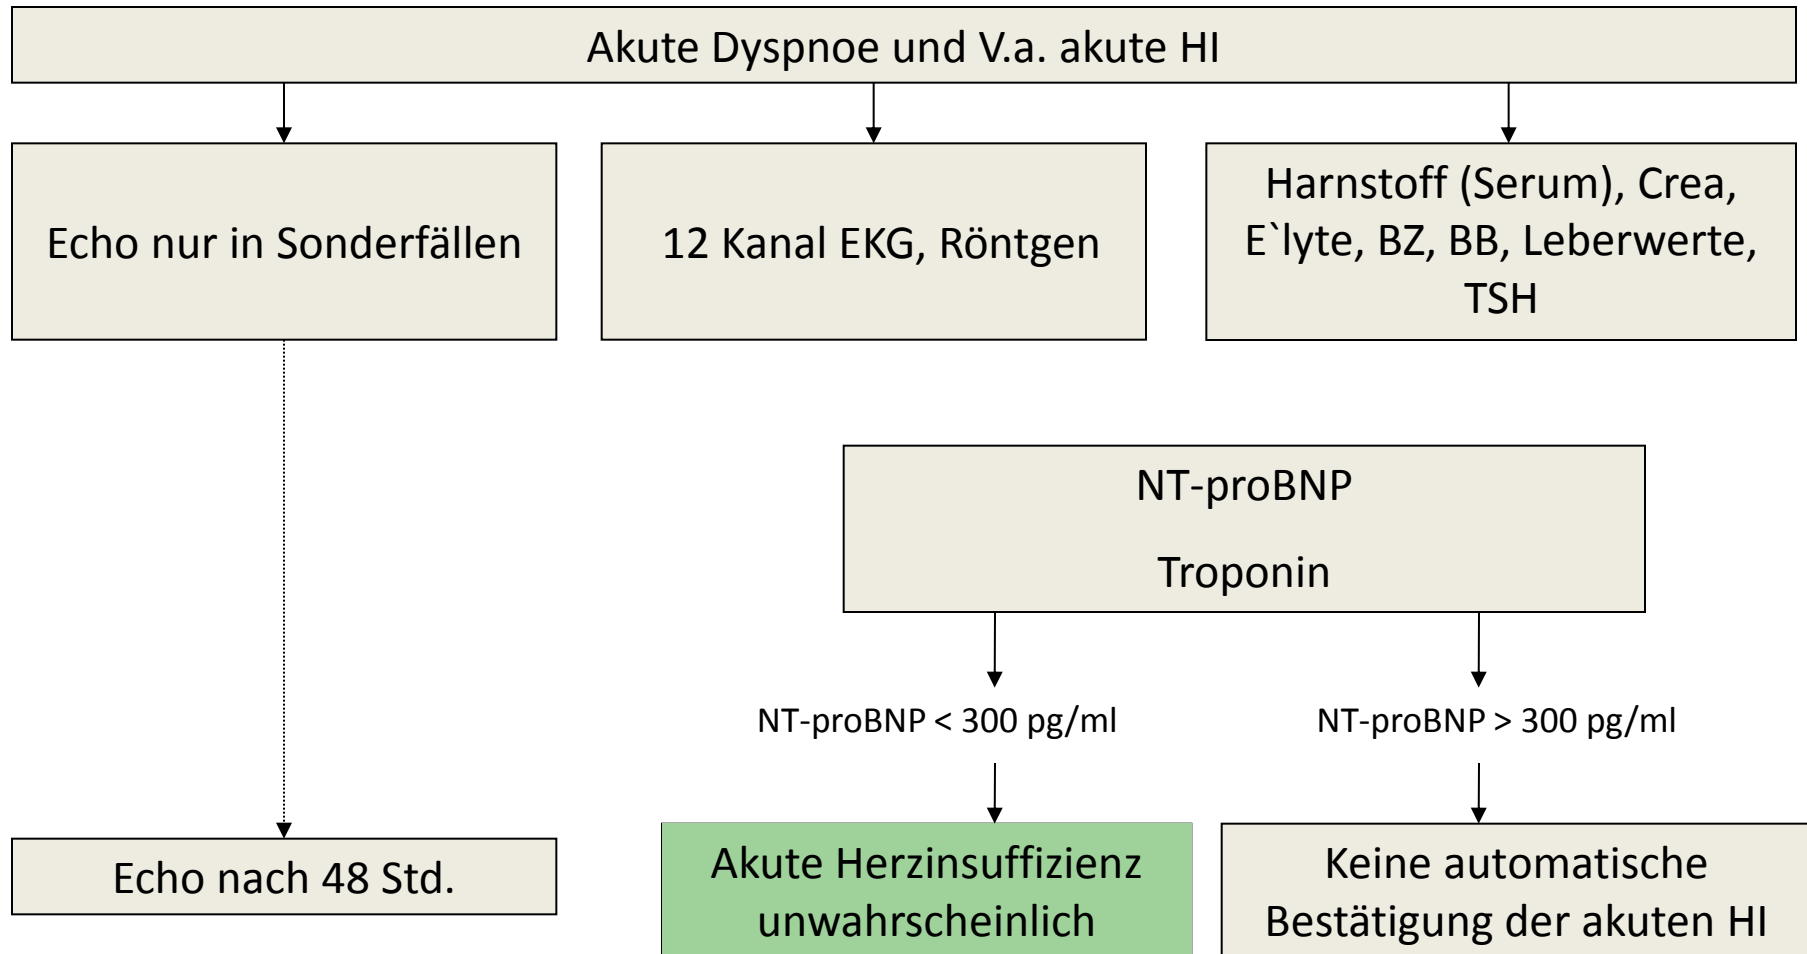 Akute Dyspnoe und V.a. akute HI
Echo nur in Sonderfällen
12 Kanal EKG, Röntgen
Harnstoff (Serum), Crea,
E`lyte, BZ, BB, Leberwerte,
TSH
NT-proBNP
Troponin
NT-proBNP < 300 pg/ml
NT-proBNP > 300 pg/ml
Echo nach 48 Std.
Akute Herzinsuffizienz
unwahrscheinlich
Keine automatische
Bestätigung der akuten HI